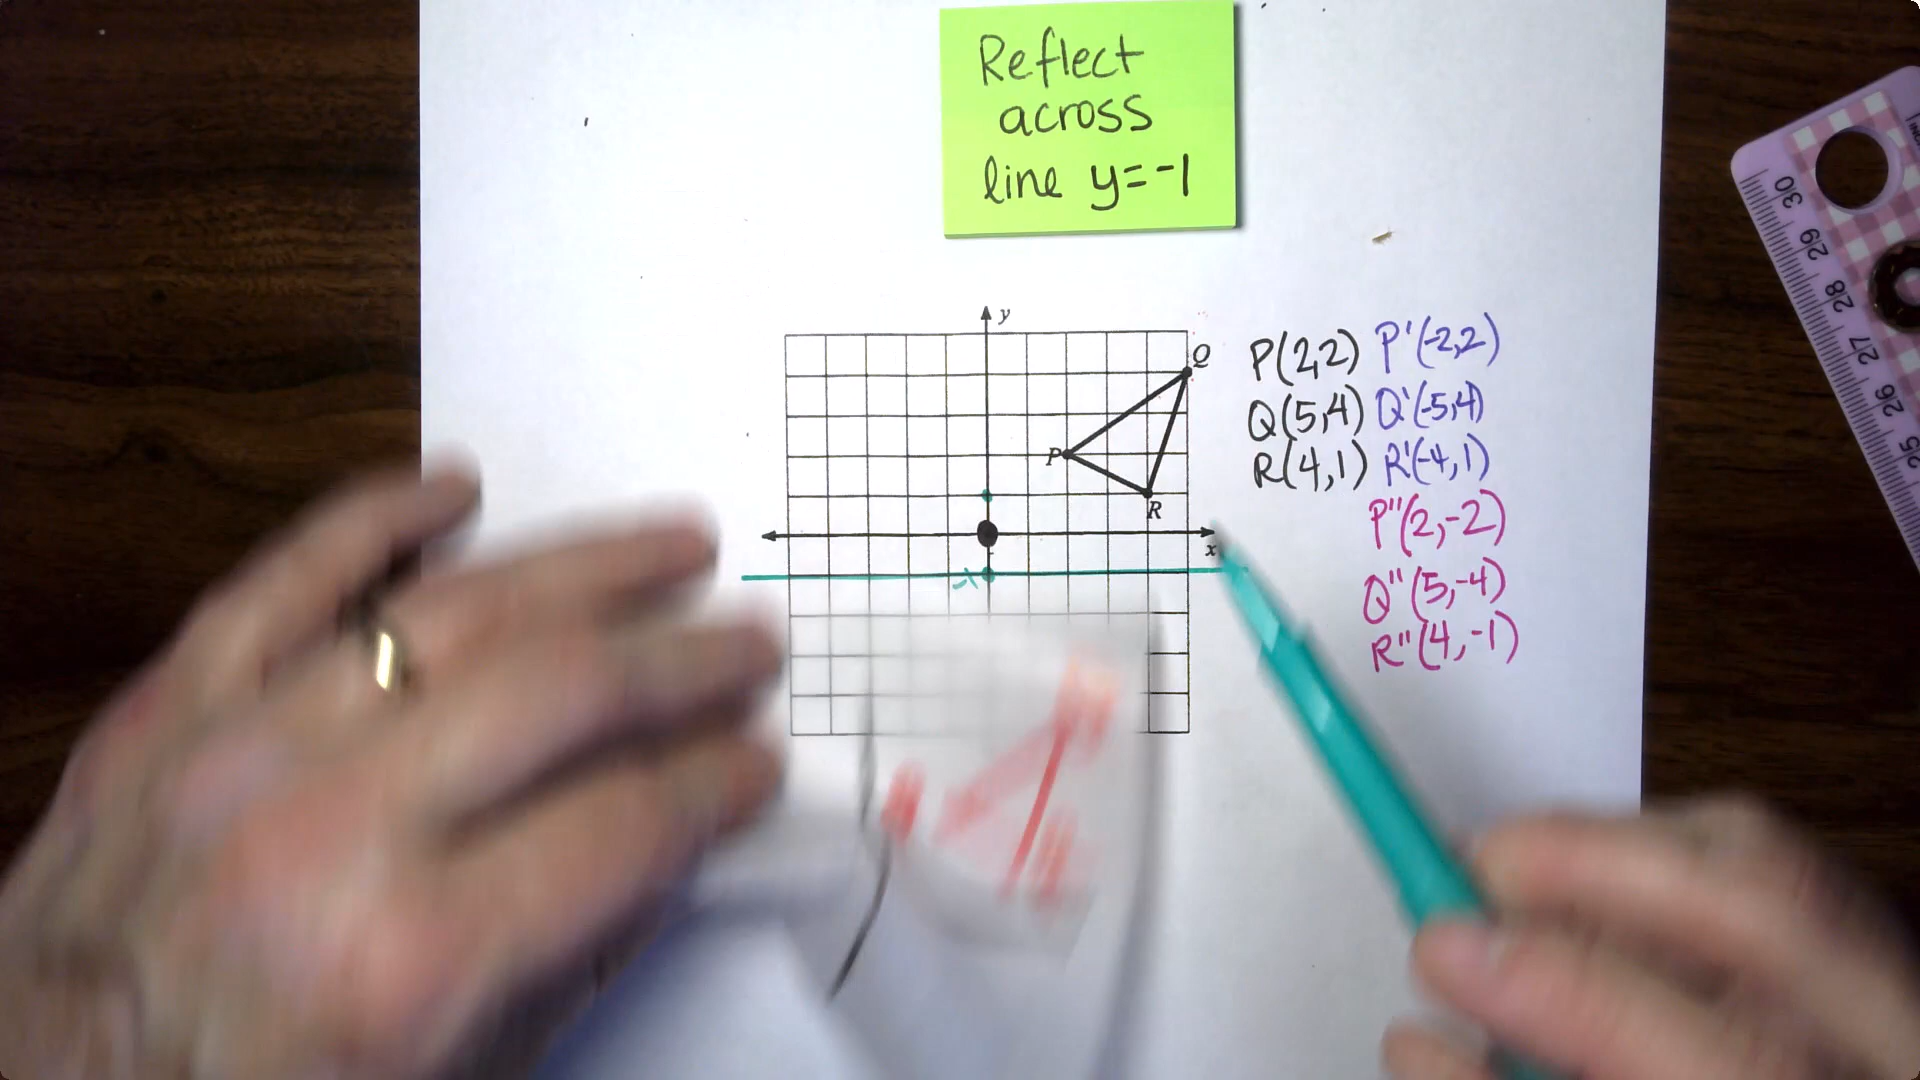 Reflect
across
line y=-1
y
Q
P
R
x
-1
P(2,2) P'(-2,2)
Q(5,4) Q'(-5,4)
R(4,1) R'(-4,1)
P"(2,-2)
Q"(5,-4)
R"(4,-1)
30
29
28
27
26
25